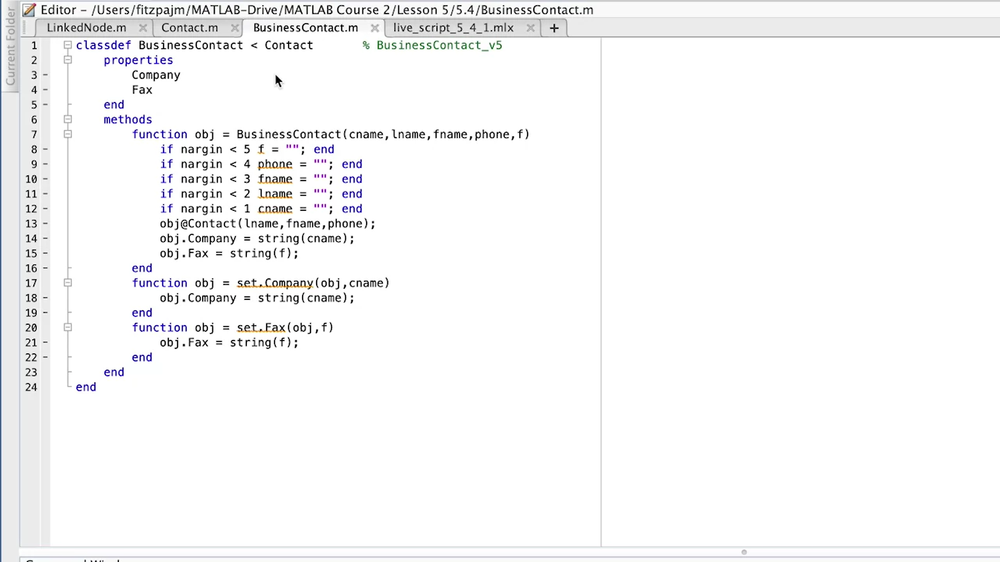 Editor – /Users/fitzpajm/MATLAB-Drive/MATLAB Course 2/Lesson 5/5.4/BusinessContact.m
Current Folder
LinkedNode.m Contact.m BusinessContact.m live_script_5_4_1.mlx +
1 classdef BusinessContact < Contact % BusinessContact_v5
2 properties
3 Company
4 Fax
5 end
6 methods
7 function obj = BusinessContact(cname,lname,fname,phone,f)
8 if nargin < 5 f = ""; end
9 if nargin < 4 phone = ""; end
10 if nargin < 3 fname = ""; end
11 if nargin < 2 lname = ""; end
12 if nargin < 1 cname = ""; end
13 obj@Contact(lname,fname,phone);
14 obj.Company = string(cname);
15 obj.Fax = string(f);
16 end
17 function obj = set.Company(obj,cname)
18 obj.Company = string(cname);
19 end
20 function obj = set.Fax(obj,f)
21 obj.Fax = string(f);
22 end
23 end
24 end